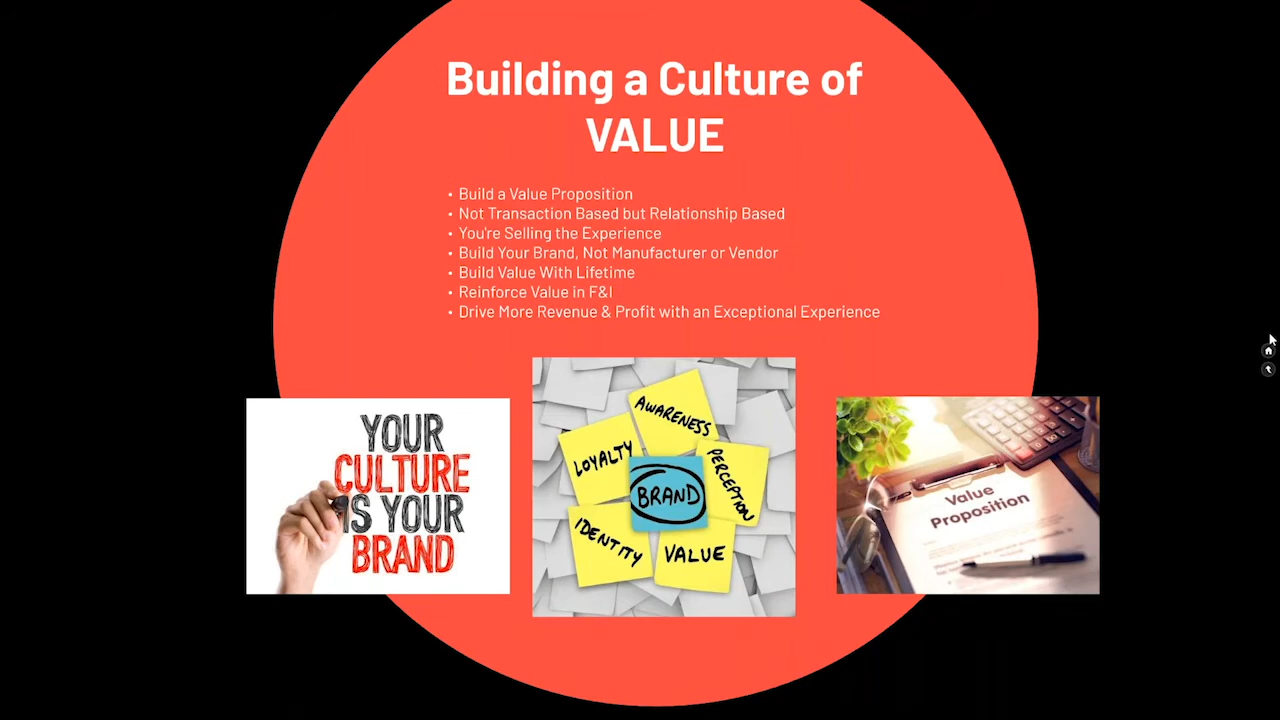 Building a Culture of
VALUE
• Build a Value Proposition
• Not Transaction Based but Relationship Based
• You're Selling the Experience
• Build Your Brand, Not Manufacturer or Vendor
• Build Value With Lifetime
• Reinforce Value in F&I
• Drive More Revenue & Profit with an Exceptional Experience
YOUR
CULTURE
IS YOUR
BRAND
AWARENESS
LOYALTY
PERCEPTION
BRAND
IDENTITY
VALUE
Value
Proposition